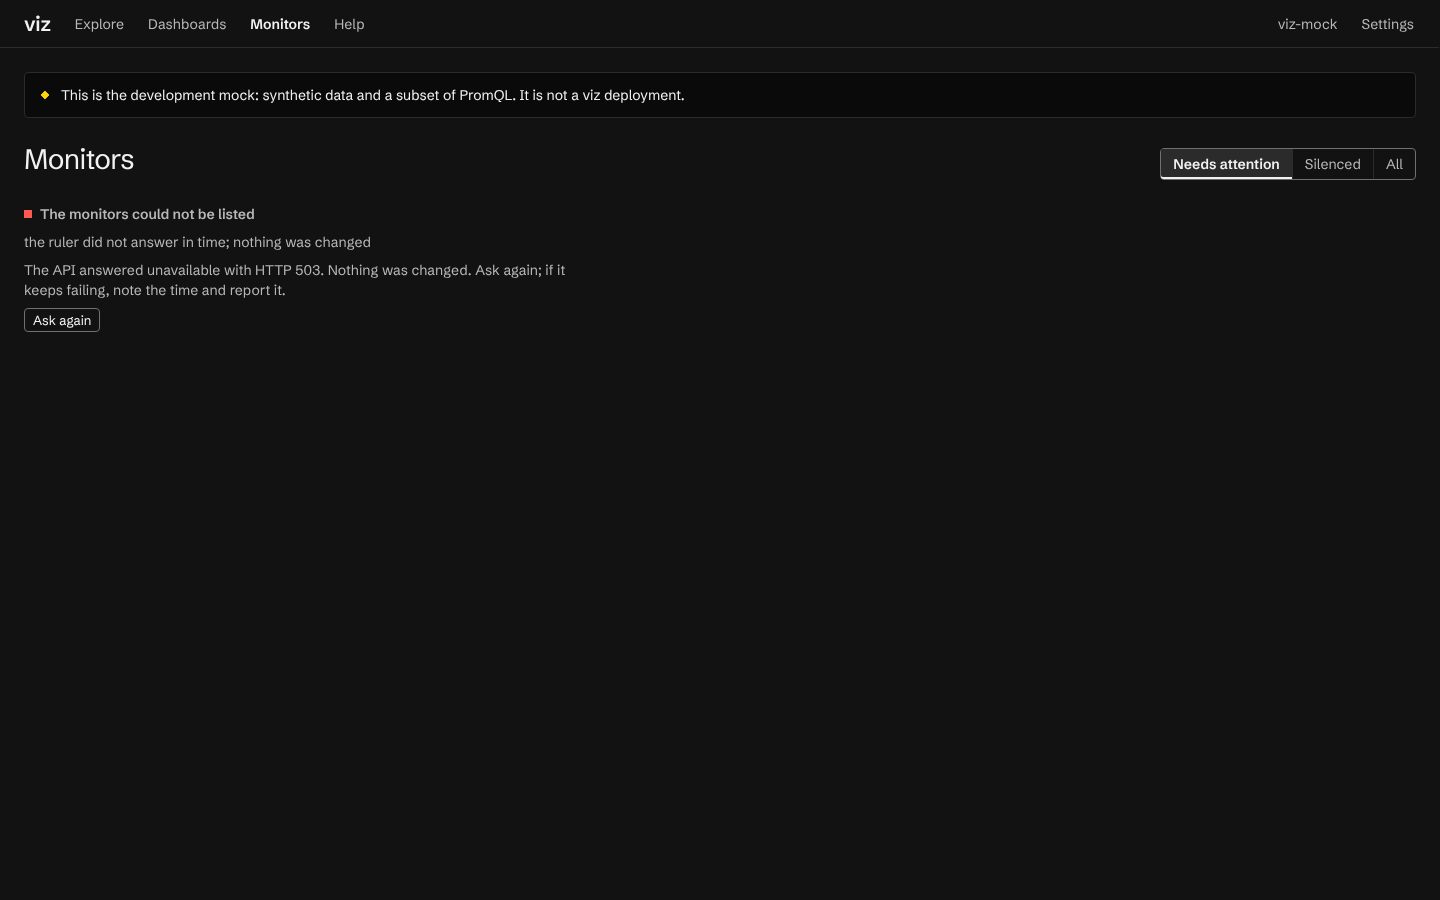 viz Explore Dashboards Monitors Help viz-mock Settings
This is the development mock: synthetic data and a subset of PromQL. It is not a viz deployment.
Monitors
Needs attention Silenced All
The monitors could not be listed
the ruler did not answer in time; nothing was changed
The API answered unavailable with HTTP 503. Nothing was changed. Ask again; if it
keeps failing, note the time and report it.
Ask again